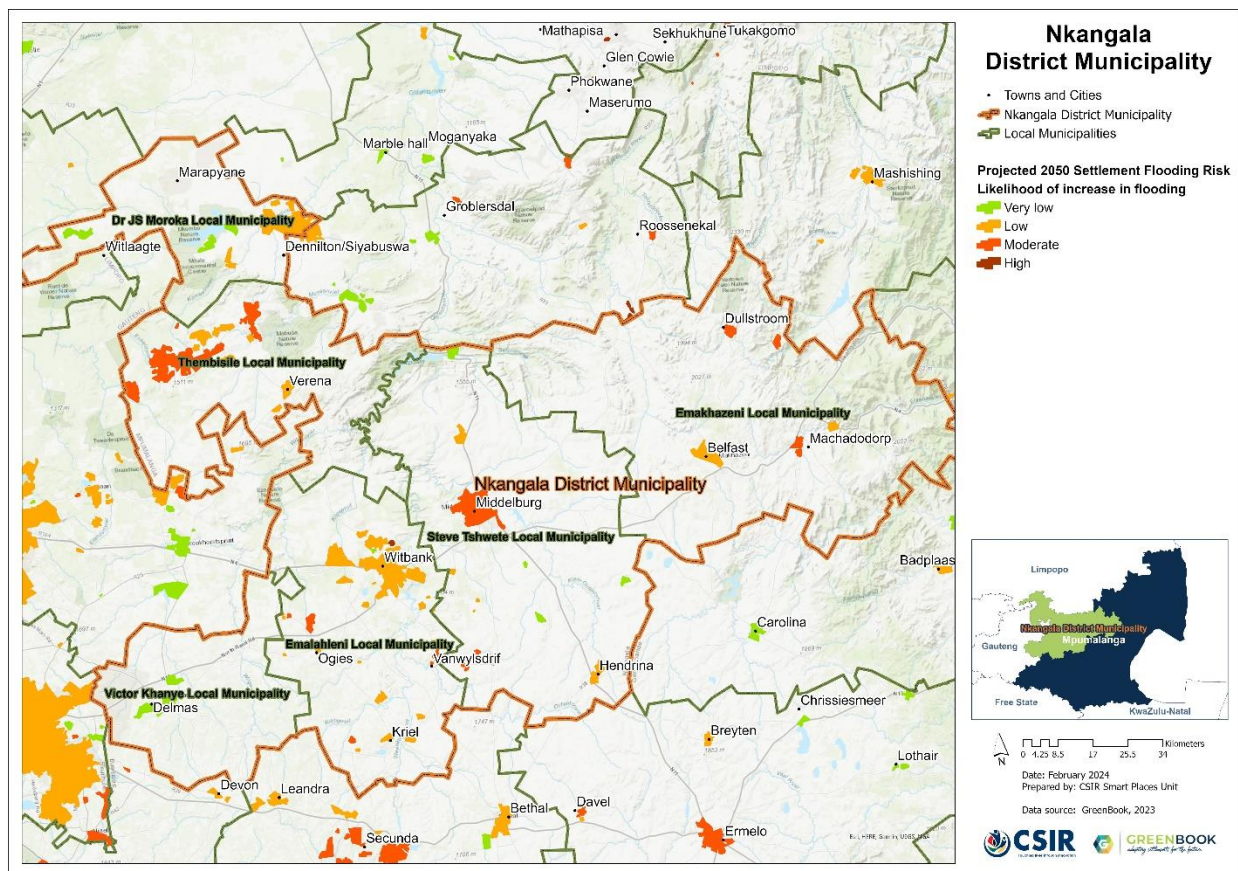 Nkangala
District Municipality
Towns and Cities
Nkangala District Municipality
Local Municipalities
Projected 2050 Settlement Flooding Risk
Likelihood of increase in flooding
Very low
Low
Moderate
High
Mathapisa
Sekhukhune
Tukakgomo
Glen Cowie
Phokwane
Maserumo
Marble hall
Moganyaka
Marapyane
Mashishing
Groblersdal
Dr JS Moroka Local Municipality
Roossenekal
Witlaagte
Dennilton/Siyabuswa
Dullstroom
Thembisile Local Municipality
Verena
Emakhazeni Local Municipality
Machadodorp
Belfast
Nkangala District Municipality
Middelburg
Steve Tshwete Local Municipality
Witbank
Badplaas
Carolina
Emalahleni Local Municipality
Ogies
Vanwylsdrif
Hendrina
Victor Khanye Local Municipality
Delmas
Chrissiesmeer
Kriel
Breyten
Lothair
Devon
Leandra
Bethal
Davel
Secunda
Ermelo
Limpopo
Nkangala District Municipality
Mpumalanga
Gauteng
Free State
KwaZulu-Natal
N
0 4.25 8.5 17 25.5 34 Kilometers
Date: February 2024
Prepared by: CSIR Smart Places Unit
Data source: GreenBook, 2023
CSIR
GREENBOOK